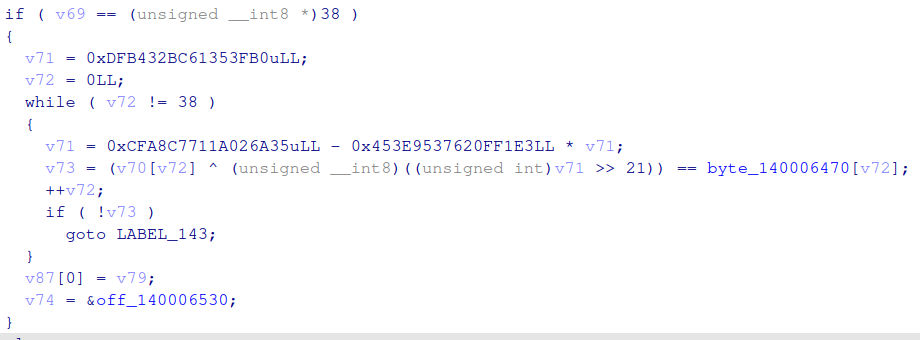 if ( v69 == (unsigned __int8 *)38 )
{
v71 = 0xDFB432BC61353FB0uLL;
v72 = 0LL;
while ( v72 != 38 )
{
v71 = 0xCFA8C7711A026A35uLL - 0x453E9537620FF1E3LL * v71;
v73 = (v70[v72] ^ (unsigned __int8)((unsigned int)v71 >> 21)) == byte_140006470[v72];
++v72;
if ( !v73 )
goto LABEL_143;
}
v87[0] = v79;
v74 = &off_140006530;
}